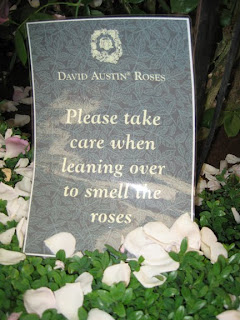 DAVID AUSTIN® ROSES
Please take
care when
leaning over
to smell the
roses